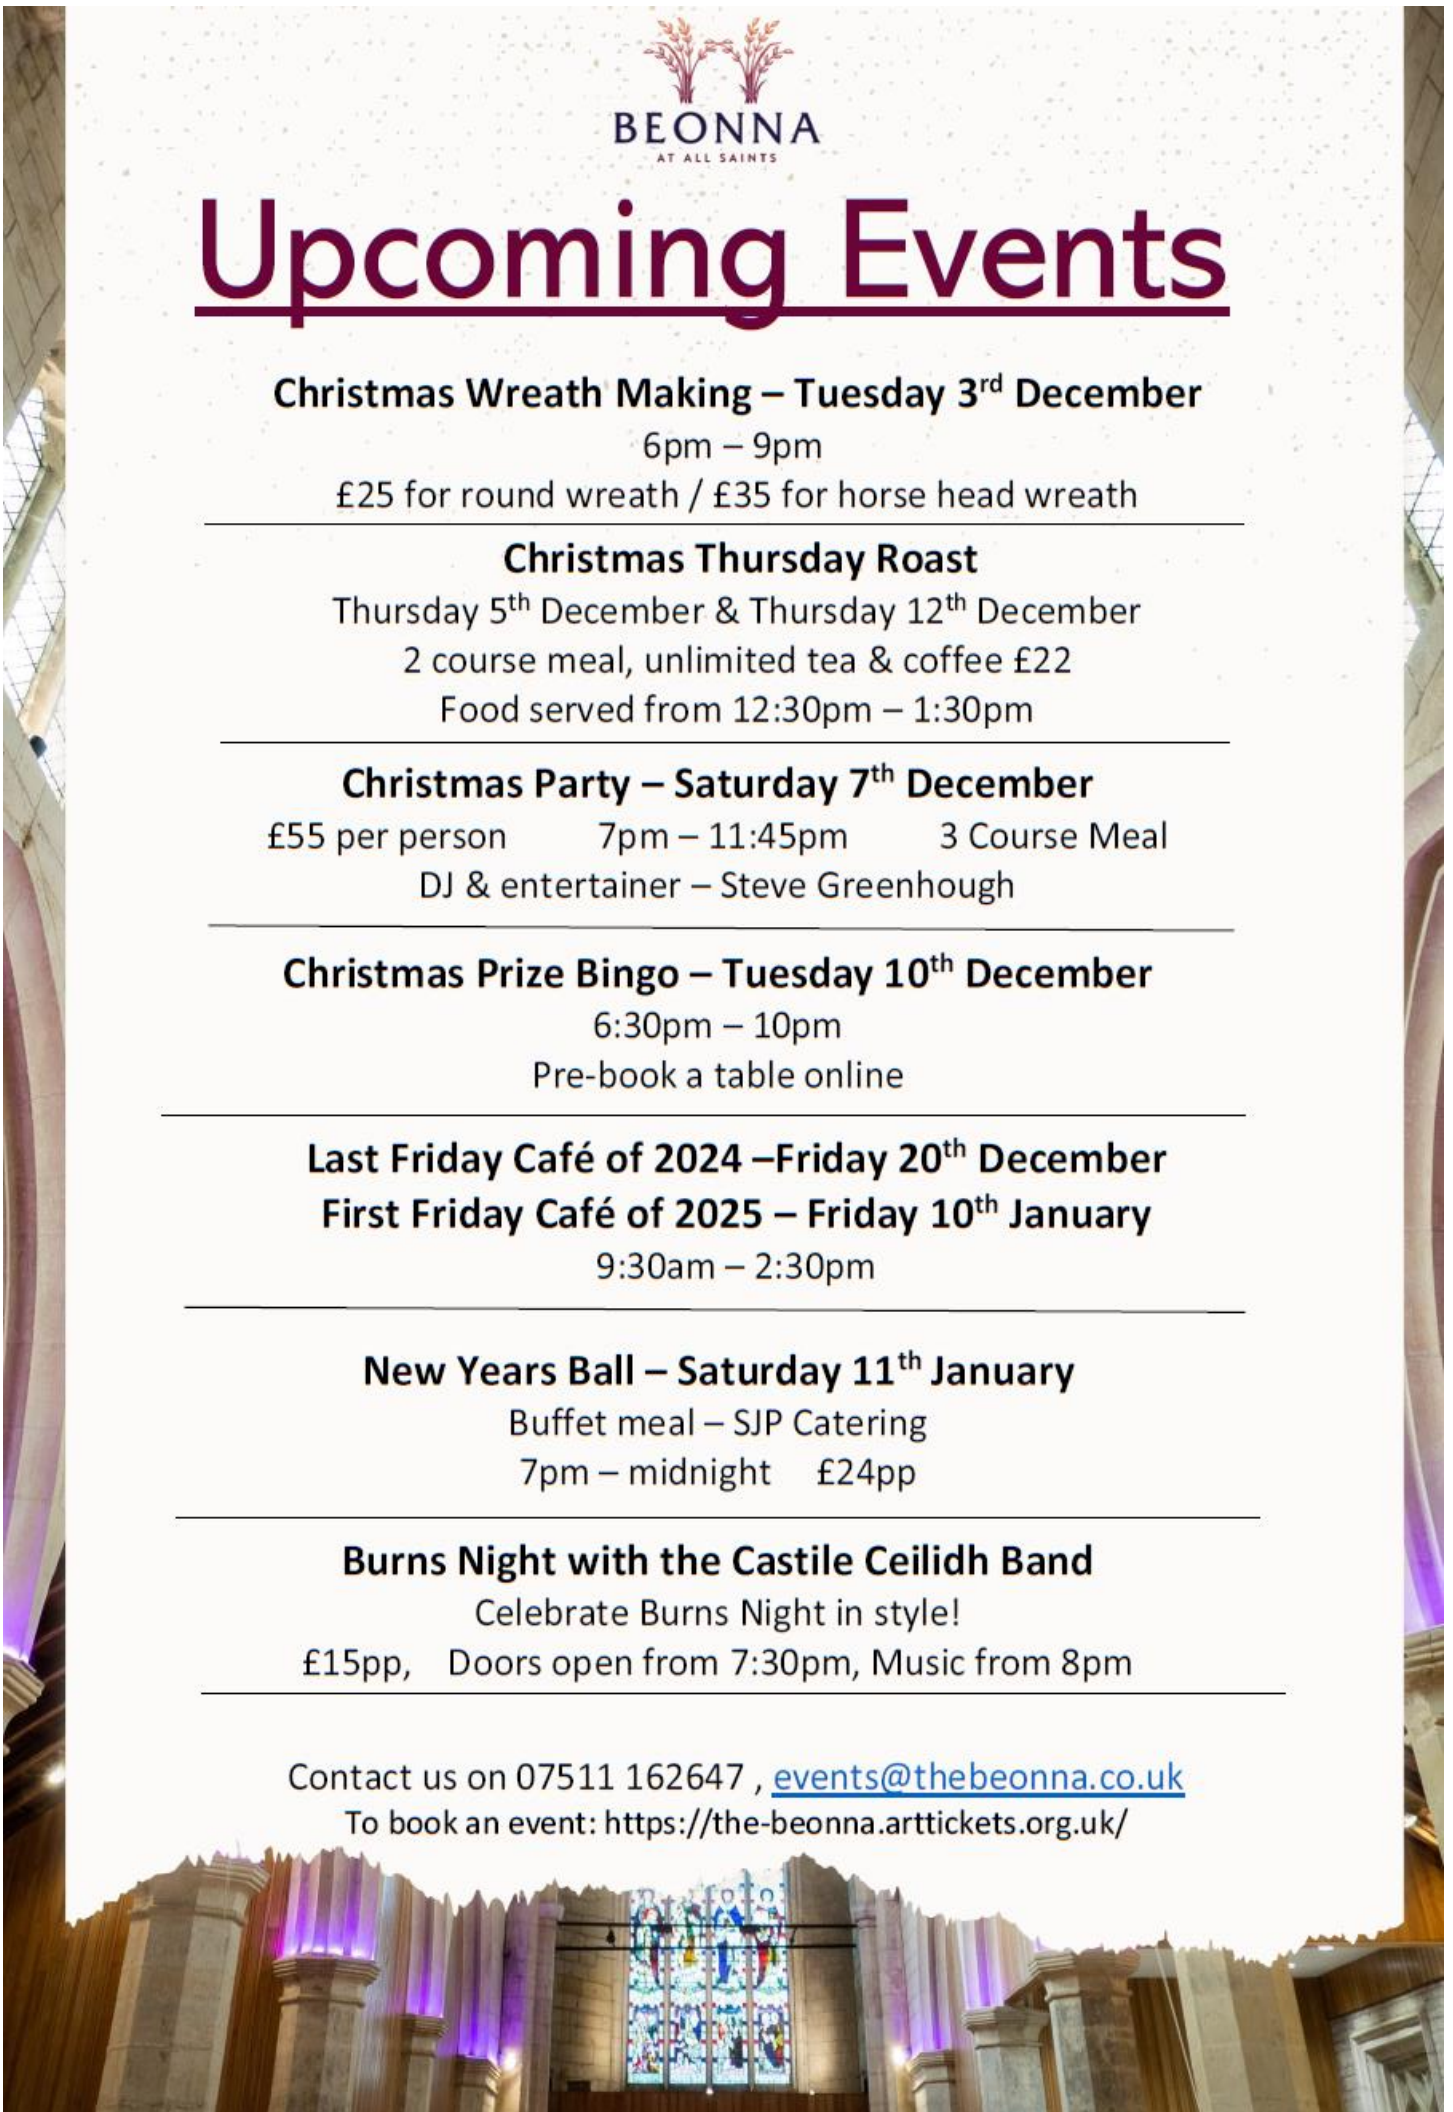 BEONNA
AT ALL SAINTS
Upcoming Events
Christmas Wreath Making – Tuesday 3rd December
6pm – 9pm
£25 for round wreath / £35 for horse head wreath
Christmas Thursday Roast
Thursday 5th December & Thursday 12th December
2 course meal, unlimited tea & coffee £22
Food served from 12:30pm – 1:30pm
Christmas Party – Saturday 7th December
£55 per person 7pm – 11:45pm 3 Course Meal
DJ & entertainer – Steve Greenhough
Christmas Prize Bingo – Tuesday 10th December
6:30pm – 10pm
Pre-book a table online
Last Friday Café of 2024 –Friday 20th December
First Friday Café of 2025 – Friday 10th January
9:30am – 2:30pm
New Years Ball – Saturday 11th January
Buffet meal – SJP Catering
7pm – midnight £24pp
Burns Night with the Castile Ceilidh Band
Celebrate Burns Night in style!
£15pp, Doors open from 7:30pm, Music from 8pm
Contact us on 07511 162647 , events@thebeonna.co.uk
To book an event: https://the-beonna.arttickets.org.uk/